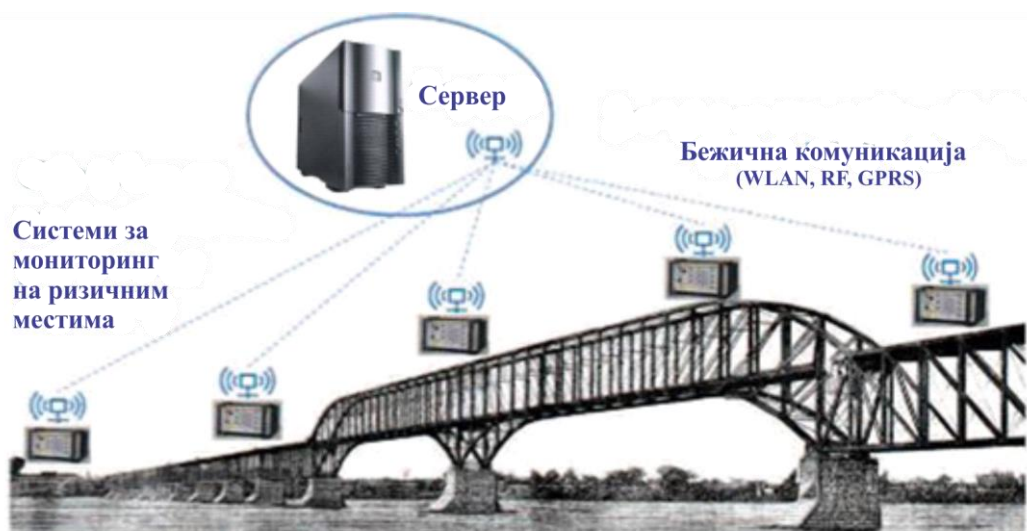 Сервер
Бежична комуникација
(WLAN, RF, GPRS)
Системи за
мониторинг
на ризичним
местима